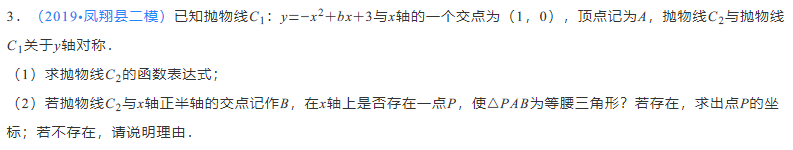 3．（2019•凤翔县二模）已知抛物线C₁：y=−x²+bx+3与x轴的一个交点为（1，0），顶点记为A，抛物线C₂与抛物线
C₁关于y轴对称．
（1）求抛物线C₂的函数表达式；
（2）若抛物线C₂与x轴正半轴的交点记作B，在x轴上是否存在一点P，使△PAB为等腰三角形？若存在，求出点P的坐
标；若不存在，请说明理由．